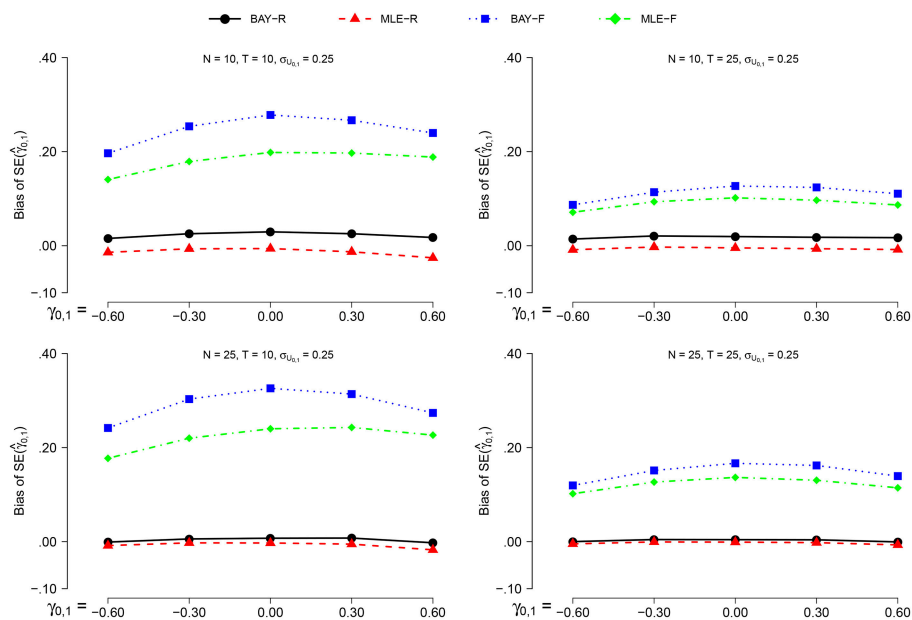 BAY−R MLE−R BAY−F MLE−F
N = 10, T = 10, σU0,1 = 0.25
Bias of SE(γ̂0,1)
.40
.20
.00
−.10
γ0,1 = −0.60 −0.30 0.00 0.30 0.60
N = 10, T = 25, σU0,1 = 0.25
Bias of SE(γ̂0,1)
.40
.20
.00
−.10
γ0,1 = −0.60 −0.30 0.00 0.30 0.60
N = 25, T = 10, σU0,1 = 0.25
Bias of SE(γ̂0,1)
.40
.20
.00
−.10
γ0,1 = −0.60 −0.30 0.00 0.30 0.60
N = 25, T = 25, σU0,1 = 0.25
Bias of SE(γ̂0,1)
.40
.20
.00
−.10
γ0,1 = −0.60 −0.30 0.00 0.30 0.60